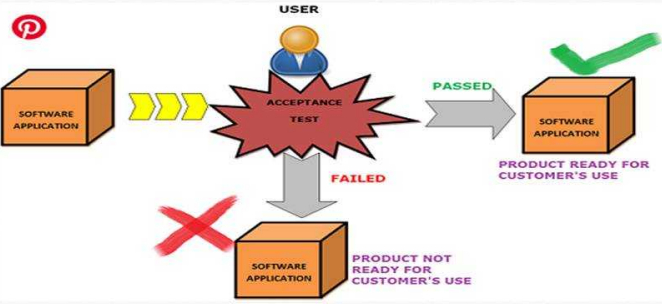 USER
SOFTWARE
APPLICATION
ACCEPTANCE
TEST
PASSED
SOFTWARE
APPLICATION
PRODUCT READY FOR
CUSTOMER'S USE
FAILED
SOFTWARE
APPLICATION
PRODUCT NOT
READY FOR
CUSTOMER'S USE